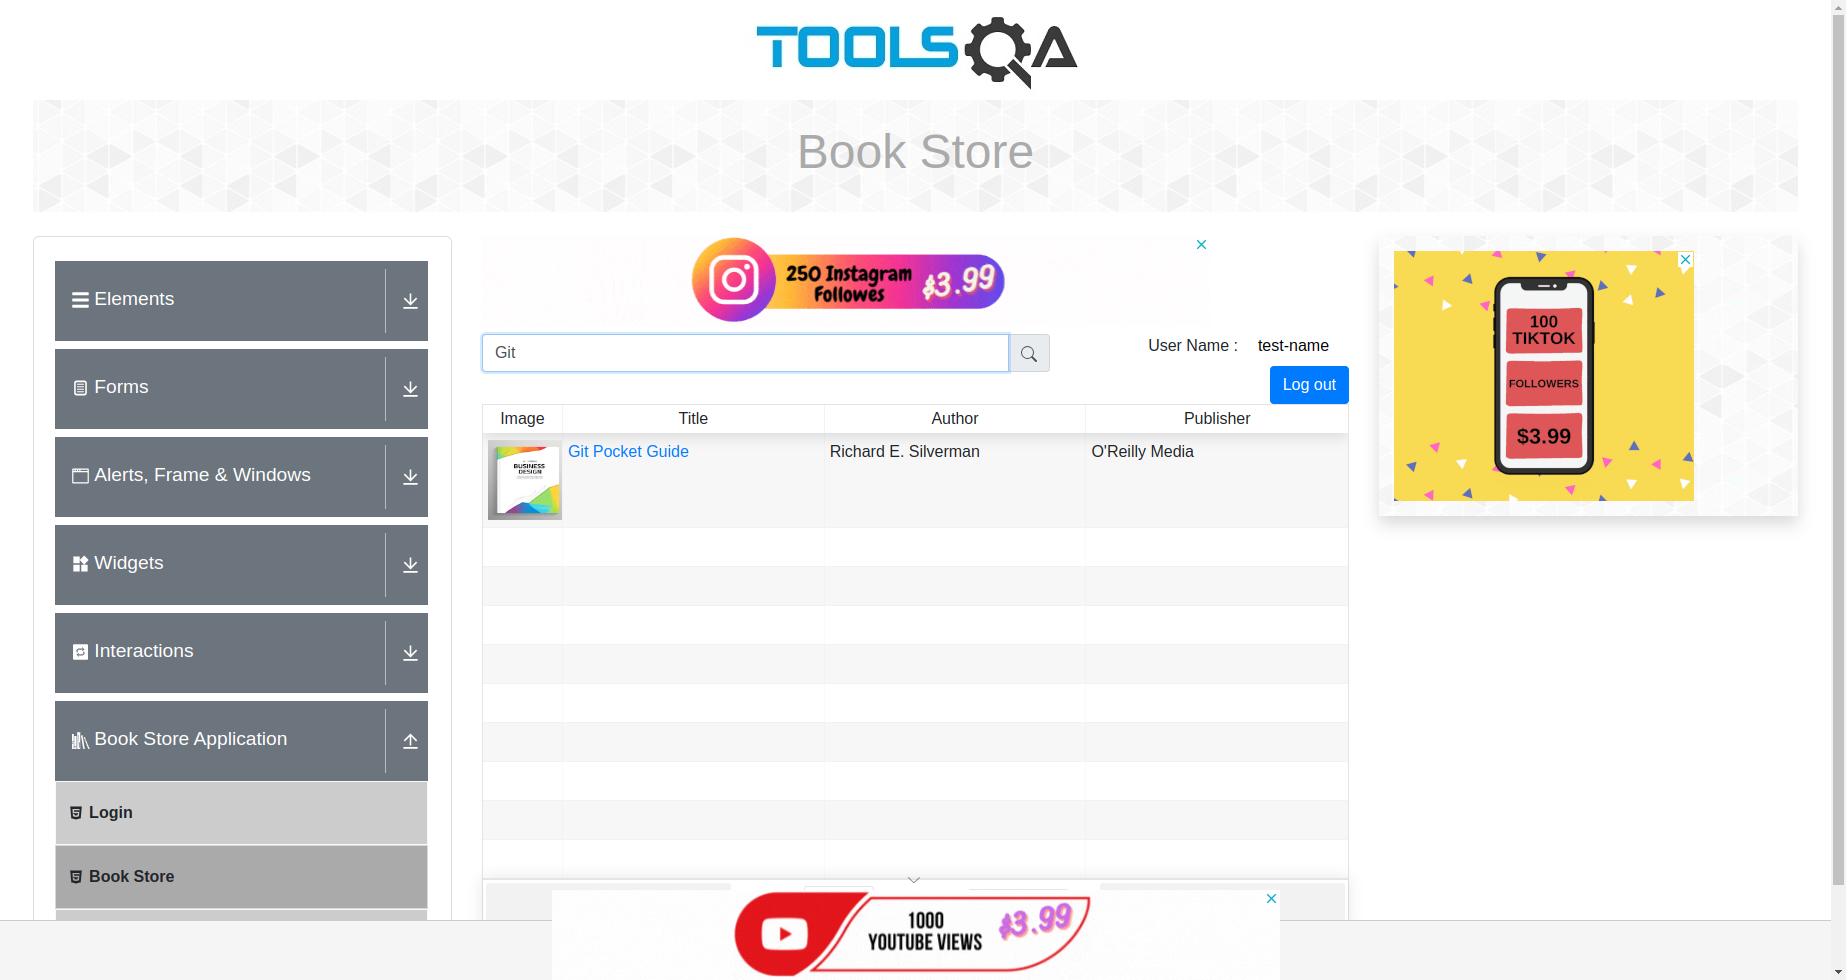 TOOLSQA
Book Store
Elements
Forms
Alerts, Frame & Windows
Widgets
Interactions
Book Store Application
Login
Book Store
250 Instagram
Followes
$3.99
Git
User Name :
test-name
Log out
Image
Title
Author
Publisher
BUSINESS
DESIGN
Git Pocket Guide
Richard E. Silverman
O'Reilly Media
100
TIKTOK
FOLLOWERS
$3.99
1000
YOUTUBE VIEWS
$3.99